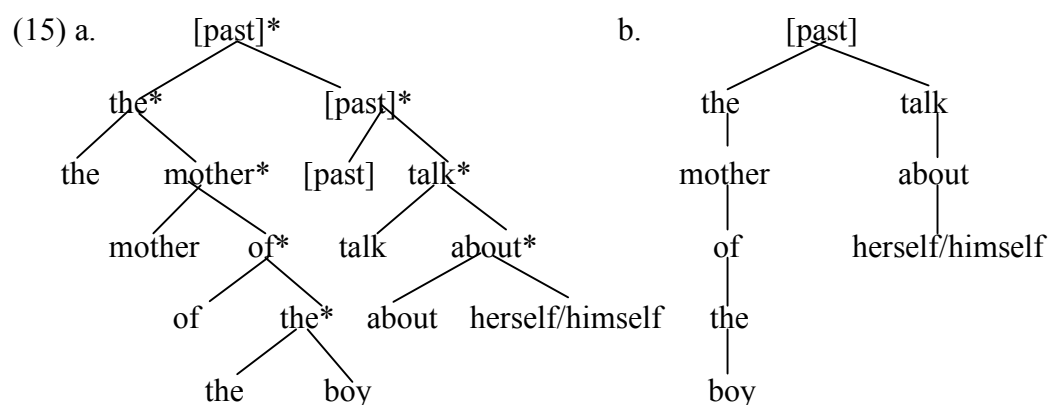 (15) a. [past]* b. [past]
the* [past]* the talk
the mother* [past] talk* mother about
mother of* talk about* of herself/himself
of the* about herself/himself the
the boy boy